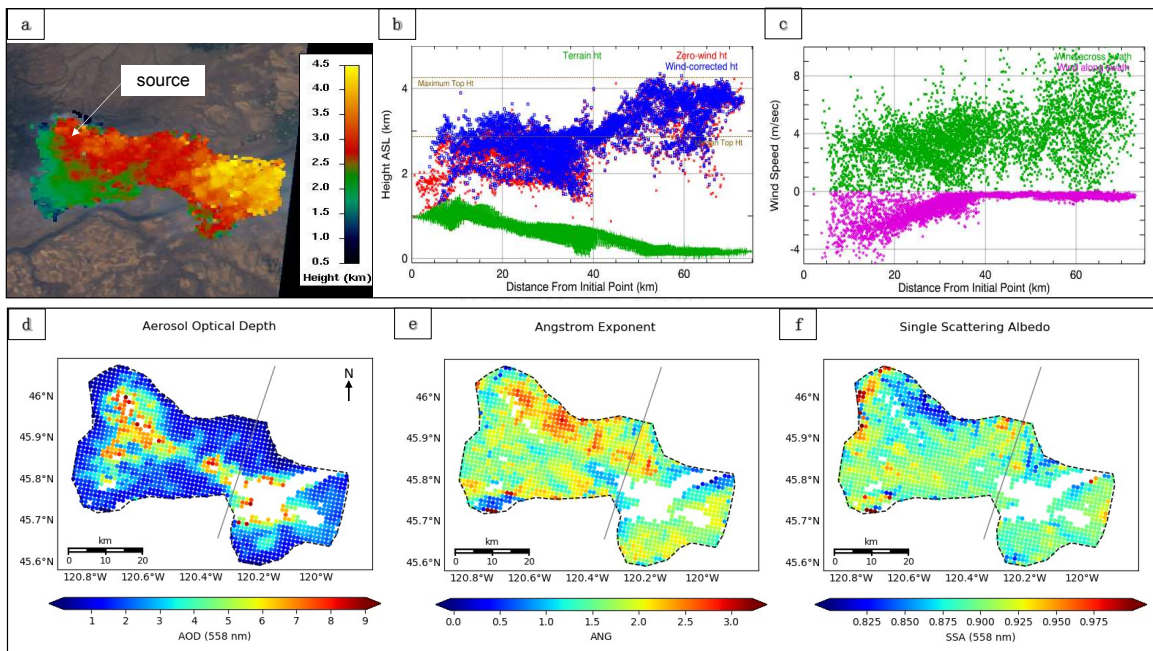 a
source
4.5
4.0
3.5
3.0
2.5
2.0
1.5
1.0
0.5
Height (km)
b
Terrain ht
Zero-wind ht
Wind-corrected ht
Maximum Top Ht
Top Ht
Height ASL (km)
4
2
0
0 20 40 60
Distance From Initial Point (km)
c
Wind across swath
Wind along swath
Wind Speed (m/sec)
8
4
0
-4
0 20 40 60
Distance From Initial Point (km)
d
Aerosol Optical Depth
N
46°N
45.9°N
45.8°N
45.7°N
45.6°N
km
0 10 20
120.8°W 120.6°W 120.4°W 120.2°W 120°W
1 2 3 4 5 6 7 8 9
AOD (558 nm)
e
Angstrom Exponent
46°N
45.9°N
45.8°N
45.7°N
45.6°N
km
0 10 20
120.8°W 120.6°W 120.4°W 120.2°W 120°W
0.0 0.5 1.0 1.5 2.0 2.5 3.0
ANG
f
Single Scattering Albedo
46°N
45.9°N
45.8°N
45.7°N
45.6°N
km
0 10 20
120.8°W 120.6°W 120.4°W 120.2°W 120°W
0.825 0.850 0.875 0.900 0.925 0.950 0.975
SSA (558 nm)